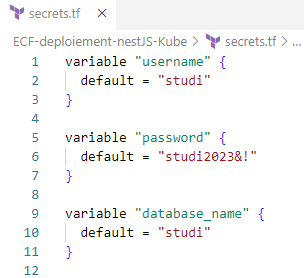 secrets.tf ×
ECF-deploiement-nestJS-Kube > secrets.tf > ...
1 variable "username" {
2 default = "studi"
3 }
4
5 variable "password" {
6 default = "studi2023&!"
7 }
8
9 variable "database_name" {
10 default = "studi"
11 }
12